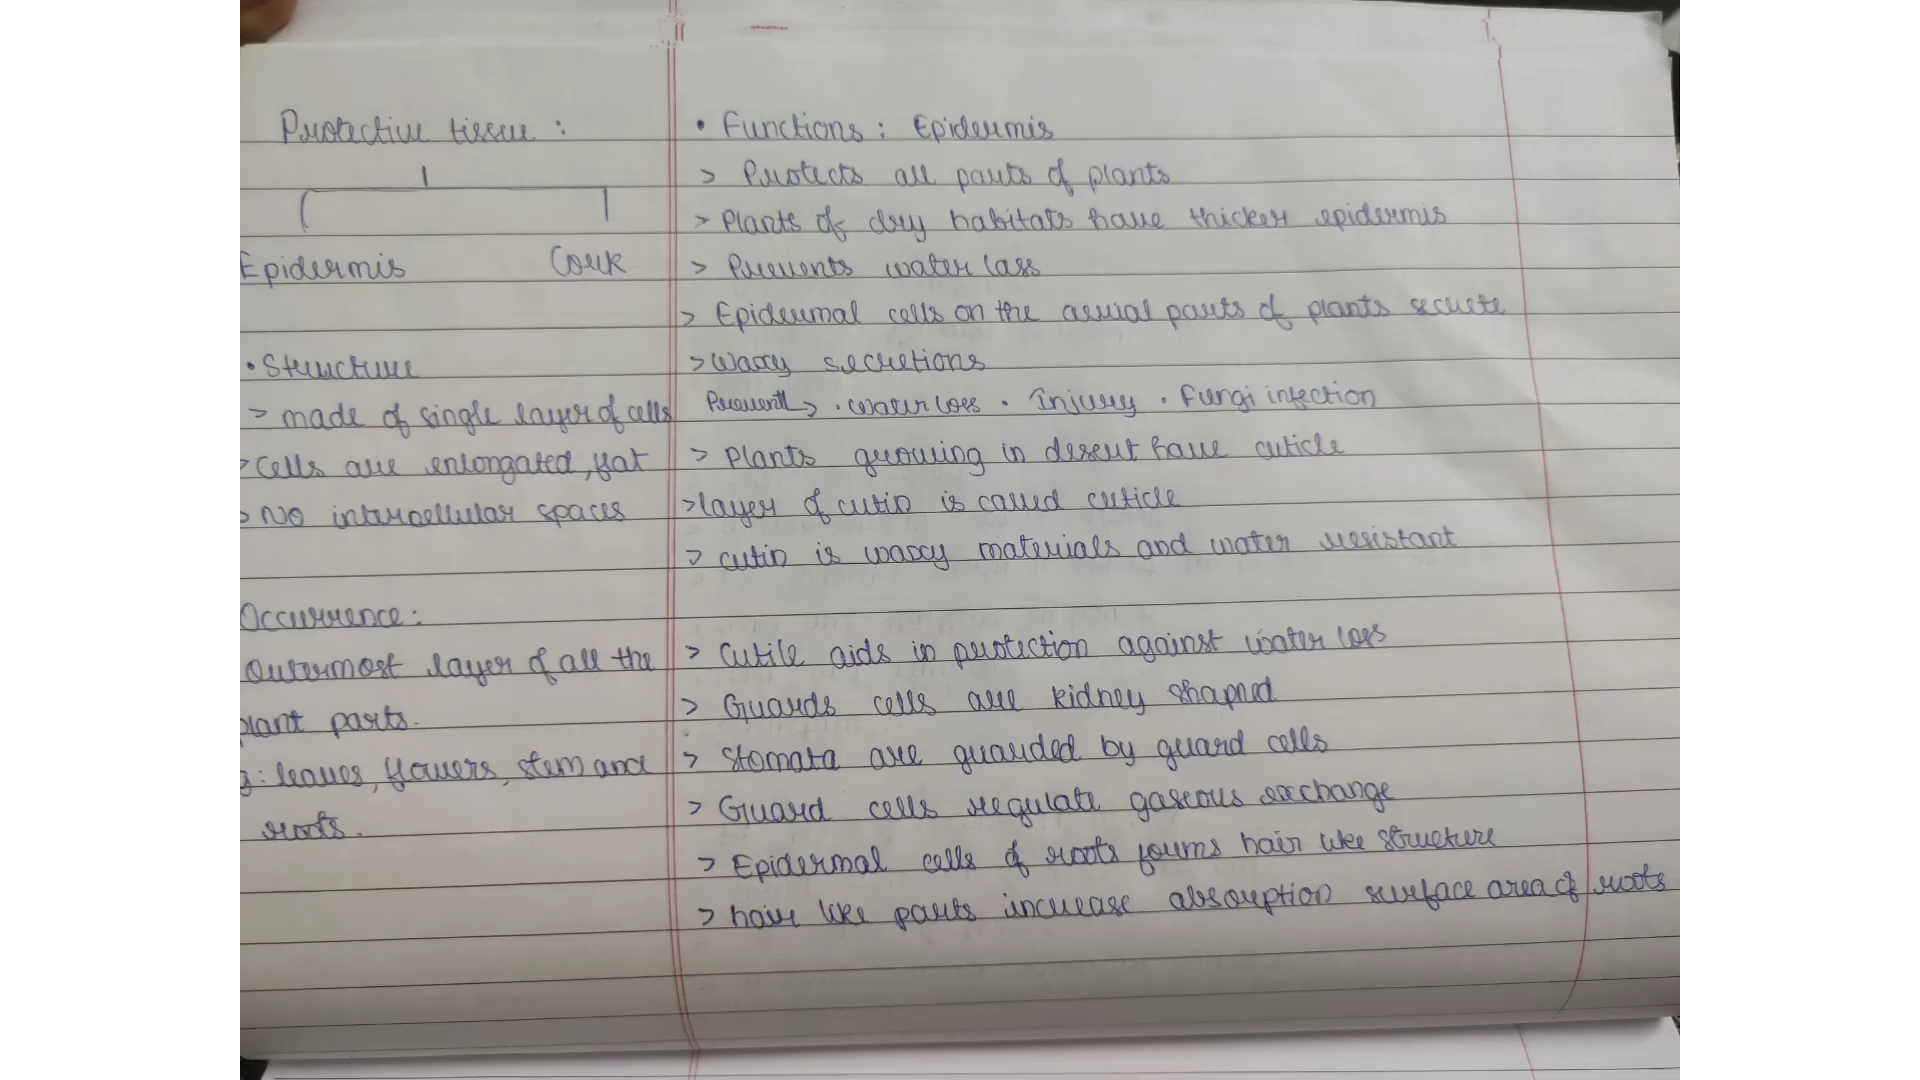 Protective tissue :
Epidermis Cork
• Structure
> made of single layer of cells
> cells are enlongated, flat
> No intercellular spaces
Occurrence :
outermost layer of all the
plant parts.
g : leaves, flowers, stem and
roots.
• Functions : Epidermis
> Protects all parts of plants
> Plants of dry habitats have thicker epidermis
> Prevents water lass
> Epidermal cells on the aerial parts of plants secrete
> waxy secretions
Prevent -> • water loss • Injury • Fungi infection
> Plants growing in desert have cuticle
> layer of cutin is called cuticle
> cutin is waxy materials and water resistant
> Cutile aids in protection against water loss
> Guards cells are kidney shaped
> Stomata are guarded by guard cells
> Guard cells regulate gaseous exchange
> Epidermal cells of roots forms hair like structure
> hair like parts increase absorption surface area of roots